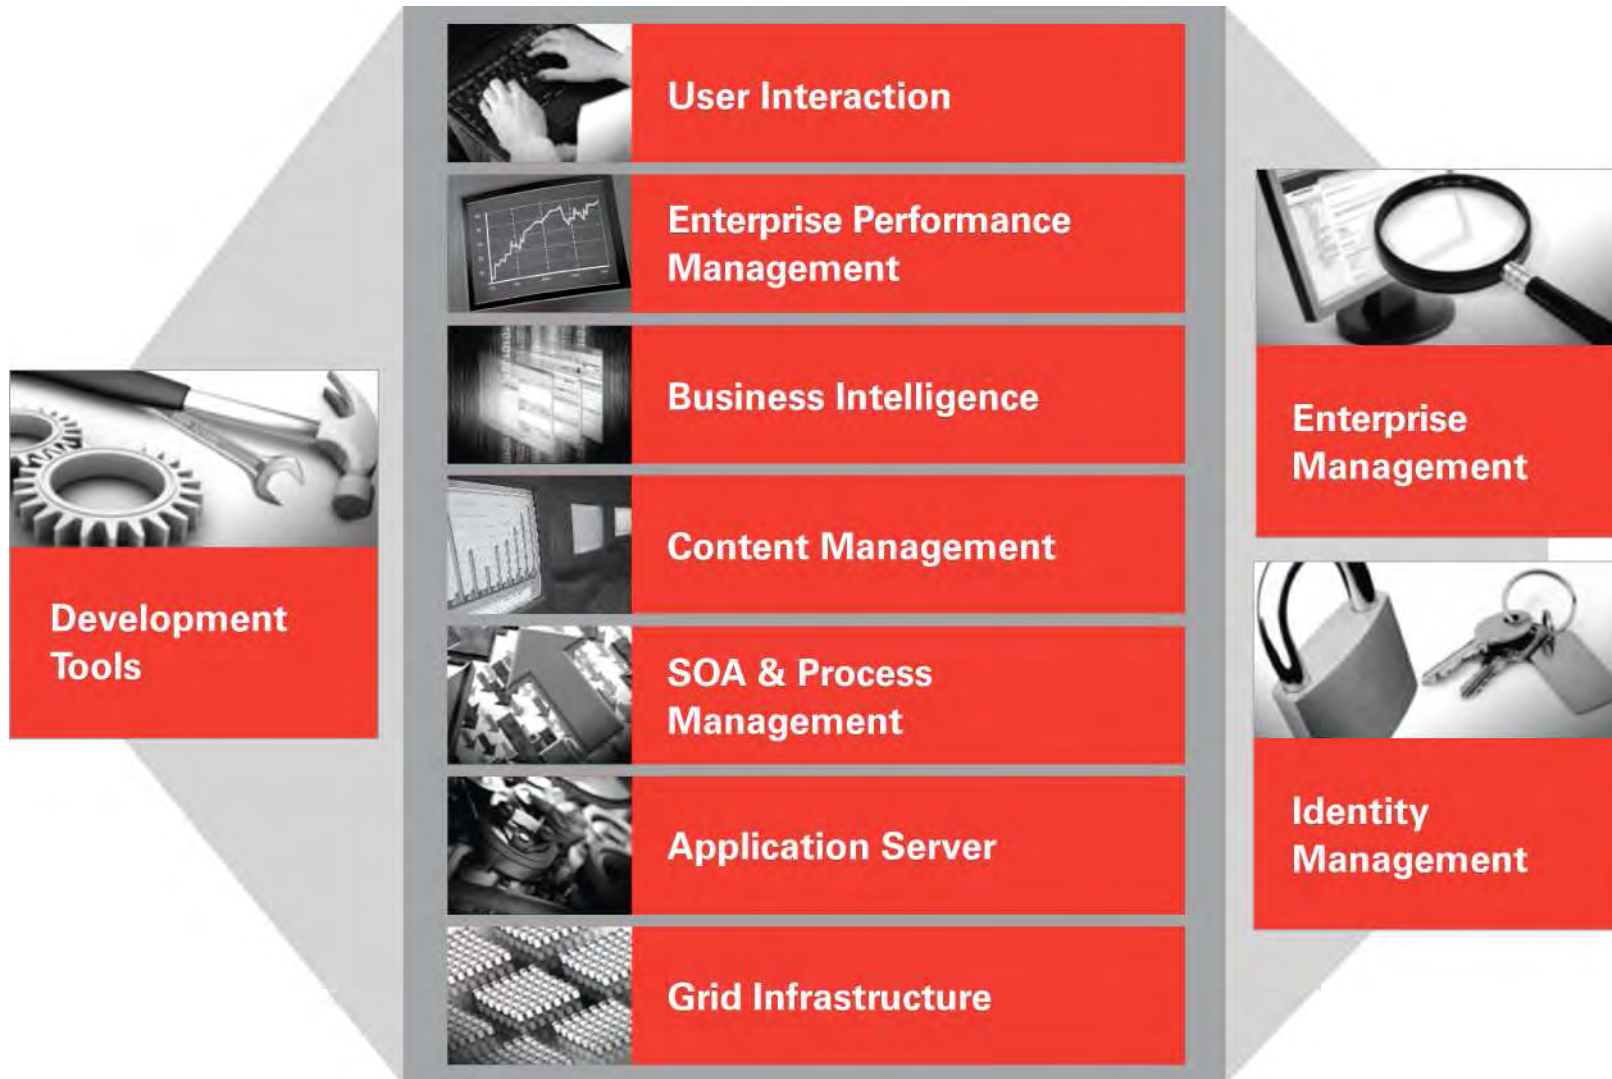 User Interaction
Enterprise Performance
Management
Business Intelligence
Content Management
SOA & Process
Management
Application Server
Grid Infrastructure
Development
Tools
Enterprise
Management
Identity
Management